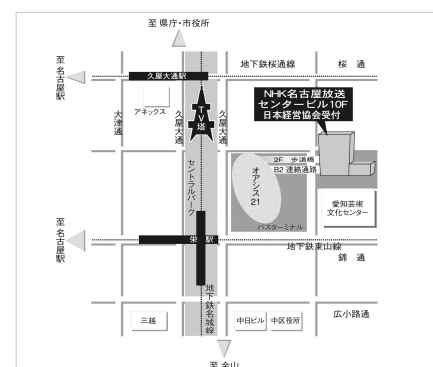 至 県庁・市役所
至 名古屋駅
久屋大通駅
地下鉄桜通線
桜 通
大津通
アネックス
久屋大通
TV塔
久屋大通
NHK名古屋放送
センタービル10F
日本経営協会受付
セントラルパーク
オアシス21
2F 歩道橋
B2 連絡通路
愛知芸術
文化センター
バスターミナル
至 名古屋駅
栄 駅
地下鉄東山線
錦 通
地下鉄名城線
三越
中日ビル
中区役所
広小路通
至 金山